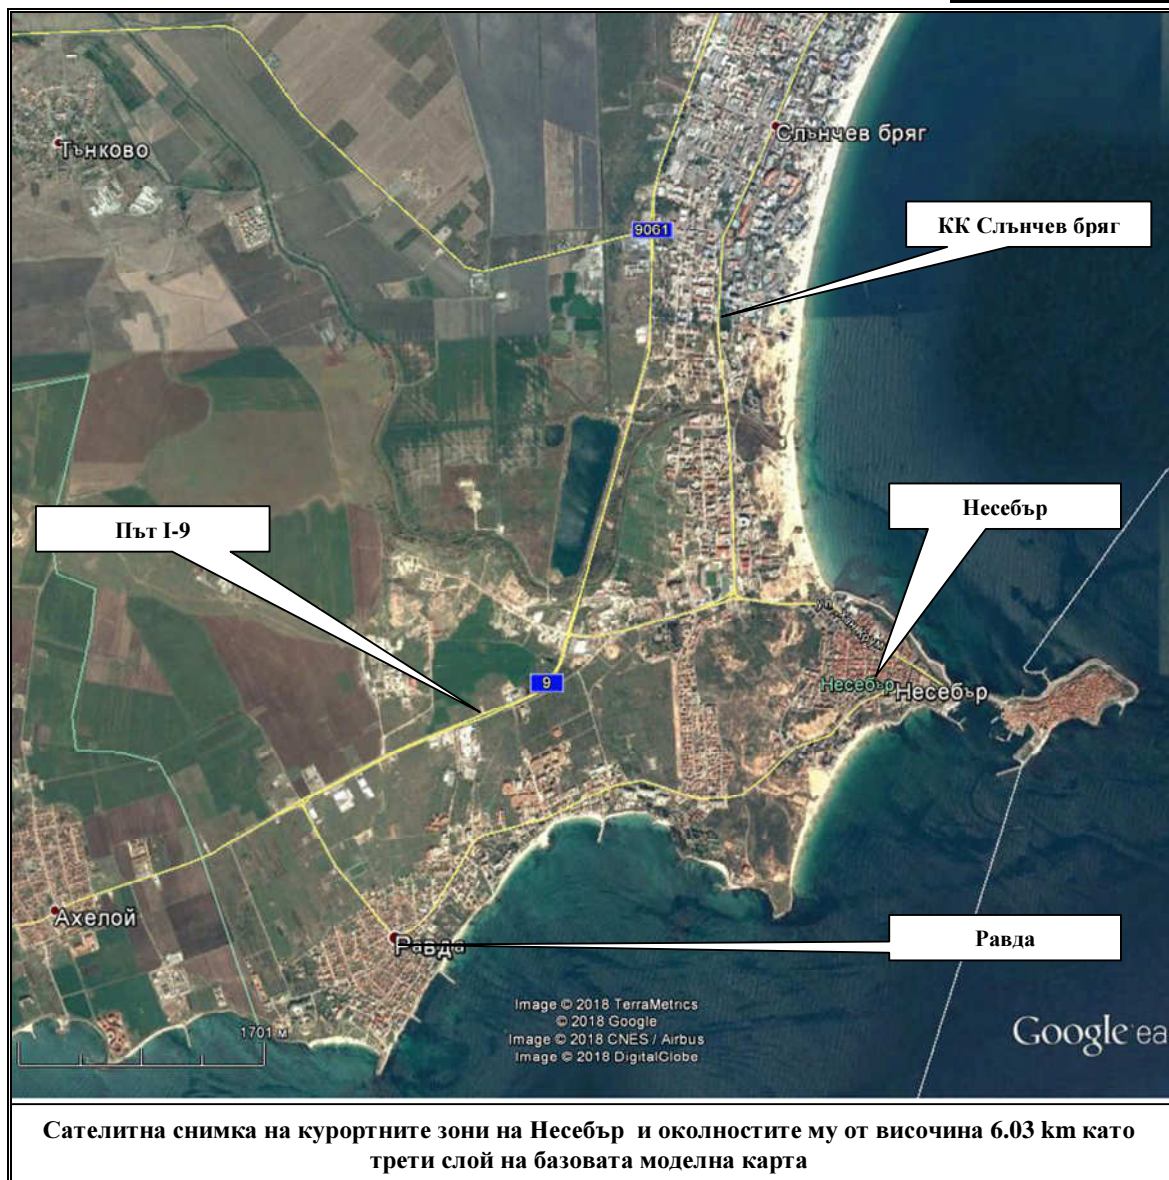 Слънчев бряг
Тънково
КК Слънчев бряг
9061
Несебър
Път I-9
Несебър
Несебър
9
Ахелой
Равда
Равда
Image © 2018 TerraMetrics
© 2018 Google
Image © 2018 CNES / Airbus
Image © 2018 DigitalGlobe
1701 м
Google ea
Сателитна снимка на курортните зони на Несебър и околностите му от височина 6.03 km като
трети слой на базовата моделна карта